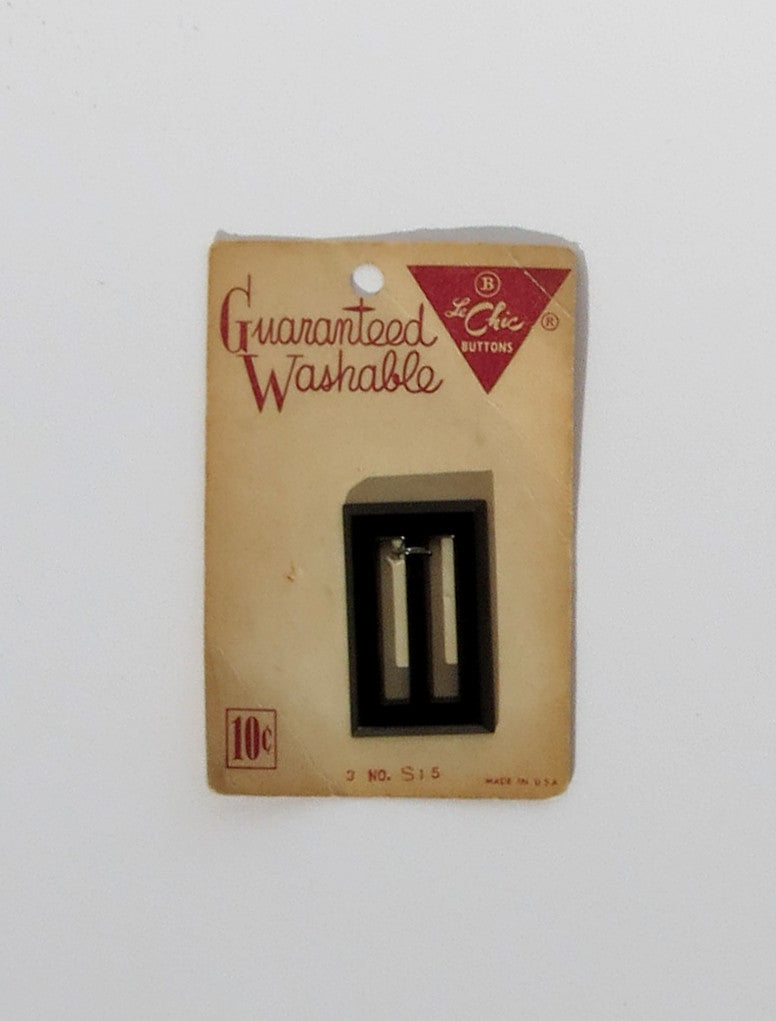 Guaranteed
Washable
B
Le Chic ®
BUTTONS
10¢
3 NO. S15
MADE IN U S A